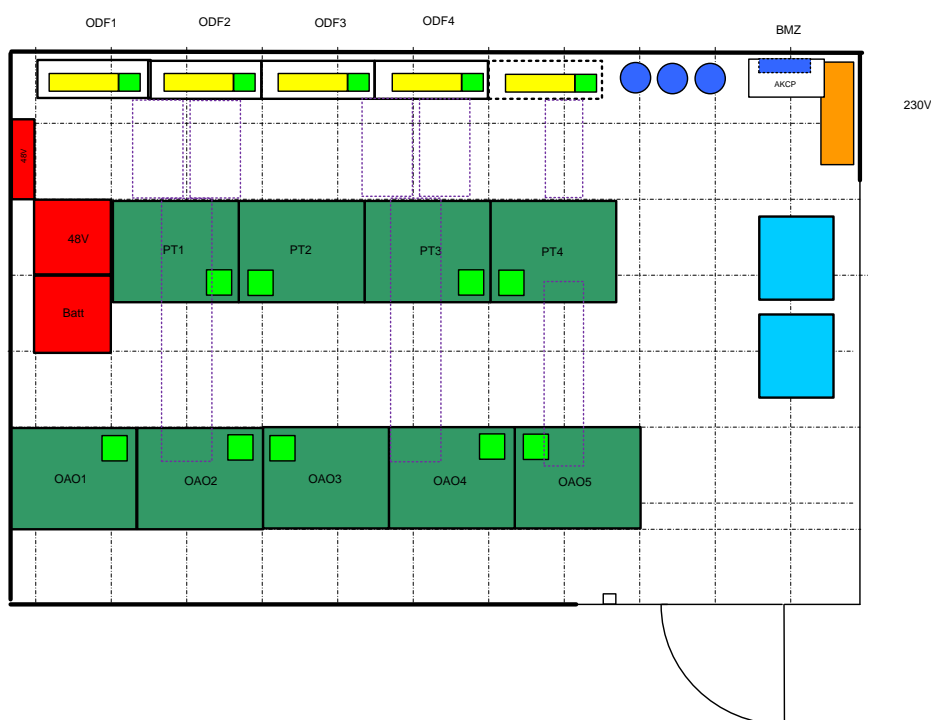 ODF1
ODF2
ODF3
ODF4
BMZ
AKCP
230V
48V
48V
PT1
PT2
PT3
PT4
Batt
OAO1
OAO2
OAO3
OAO4
OAO5